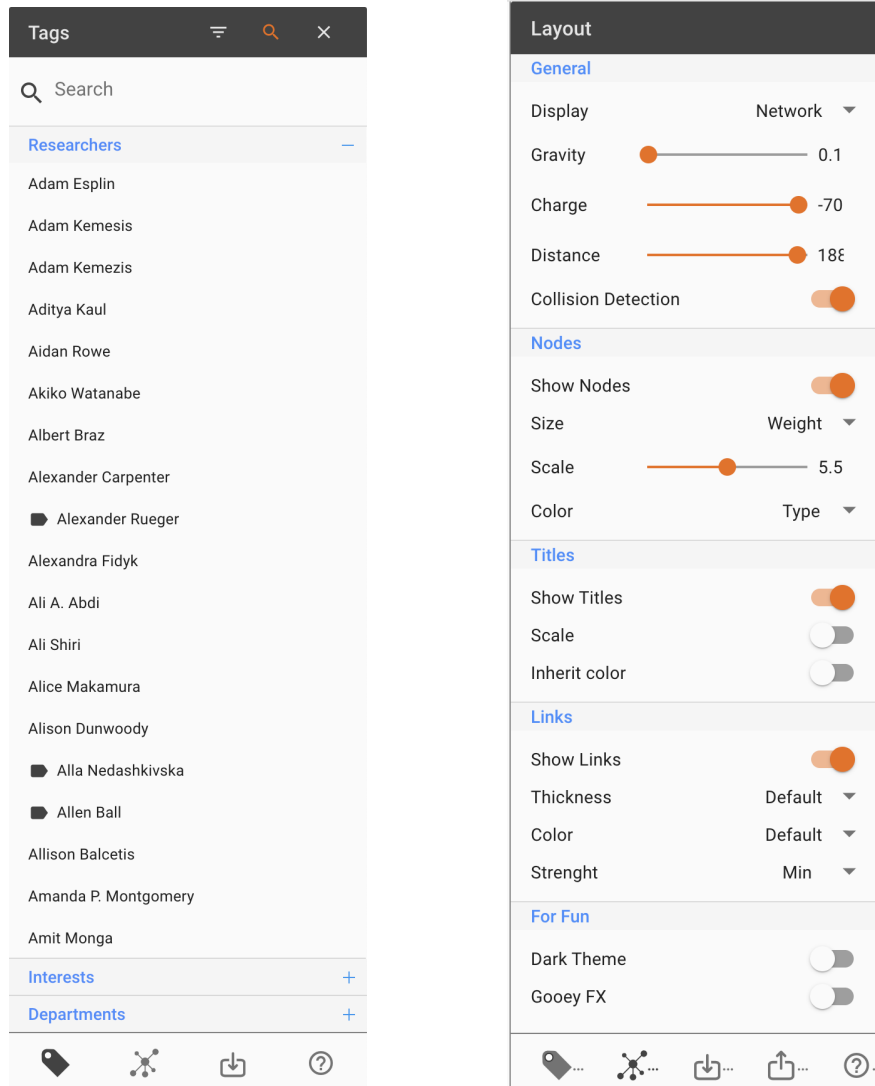 Tags
Search
Researchers
Adam Esplin
Adam Kemesis
Adam Kemezis
Aditya Kaul
Aidan Rowe
Akiko Watanabe
Albert Braz
Alexander Carpenter
Alexander Rueger
Alexandra Fidyk
Ali A. Abdi
Ali Shiri
Alice Makamura
Alison Dunwoody
Alla Nedashkivska
Allen Ball
Allison Balcetis
Amanda P. Montgomery
Amit Monga
Interests
Departments
Layout
General
Display Network
Gravity 0.1
Charge -70
Distance 188
Collision Detection
Nodes
Show Nodes
Size Weight
Scale 5.5
Color Type
Titles
Show Titles
Scale
Inherit color
Links
Show Links
Thickness Default
Color Default
Strenght Min
For Fun
Dark Theme
Gooey FX